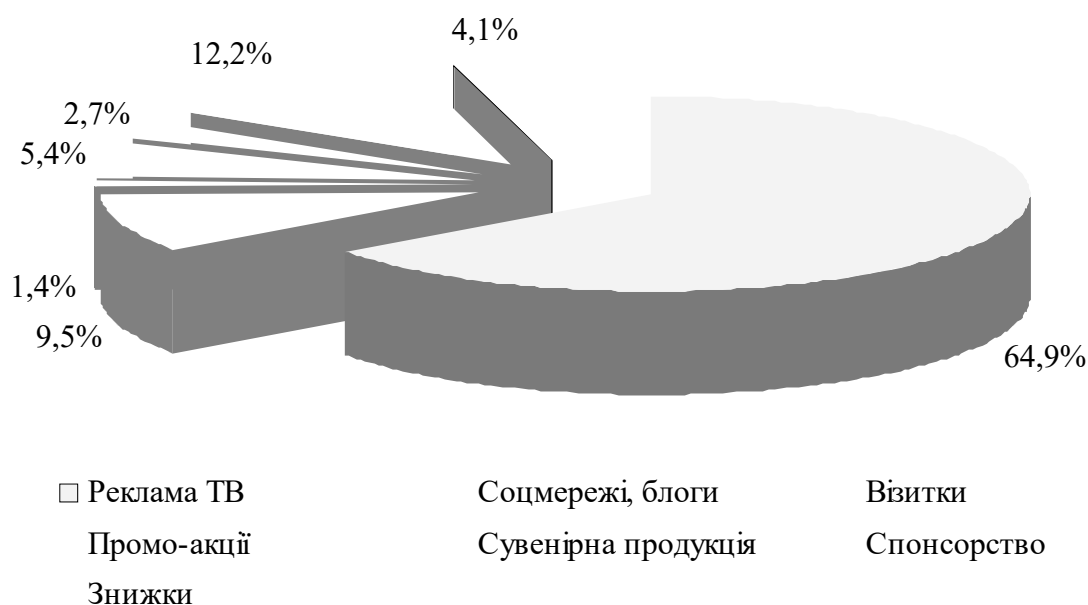 4,1%
12,2%
2,7%
5,4%
1,4%
9,5%
64,9%
Реклама ТВ Соцмережі, блоги Візитки
Промо-акції Сувенірна продукція Спонсорство
Знижки